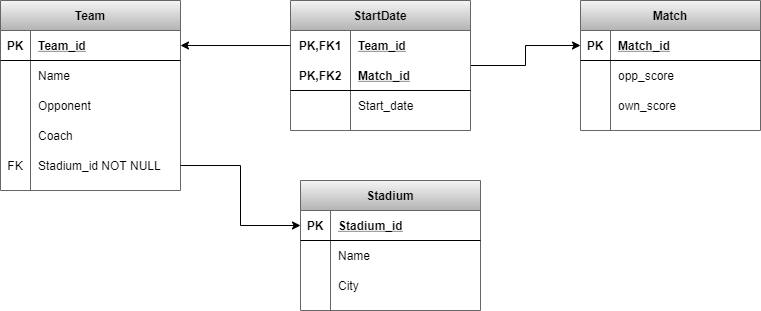 Team
PK Team_id
Name
Opponent
Coach
FK Stadium_id NOT NULL
StartDate
PK,FK1 Team_id
PK,FK2 Match_id
Start_date
Match
PK Match_id
opp_score
own_score
Stadium
PK Stadium_id
Name
City